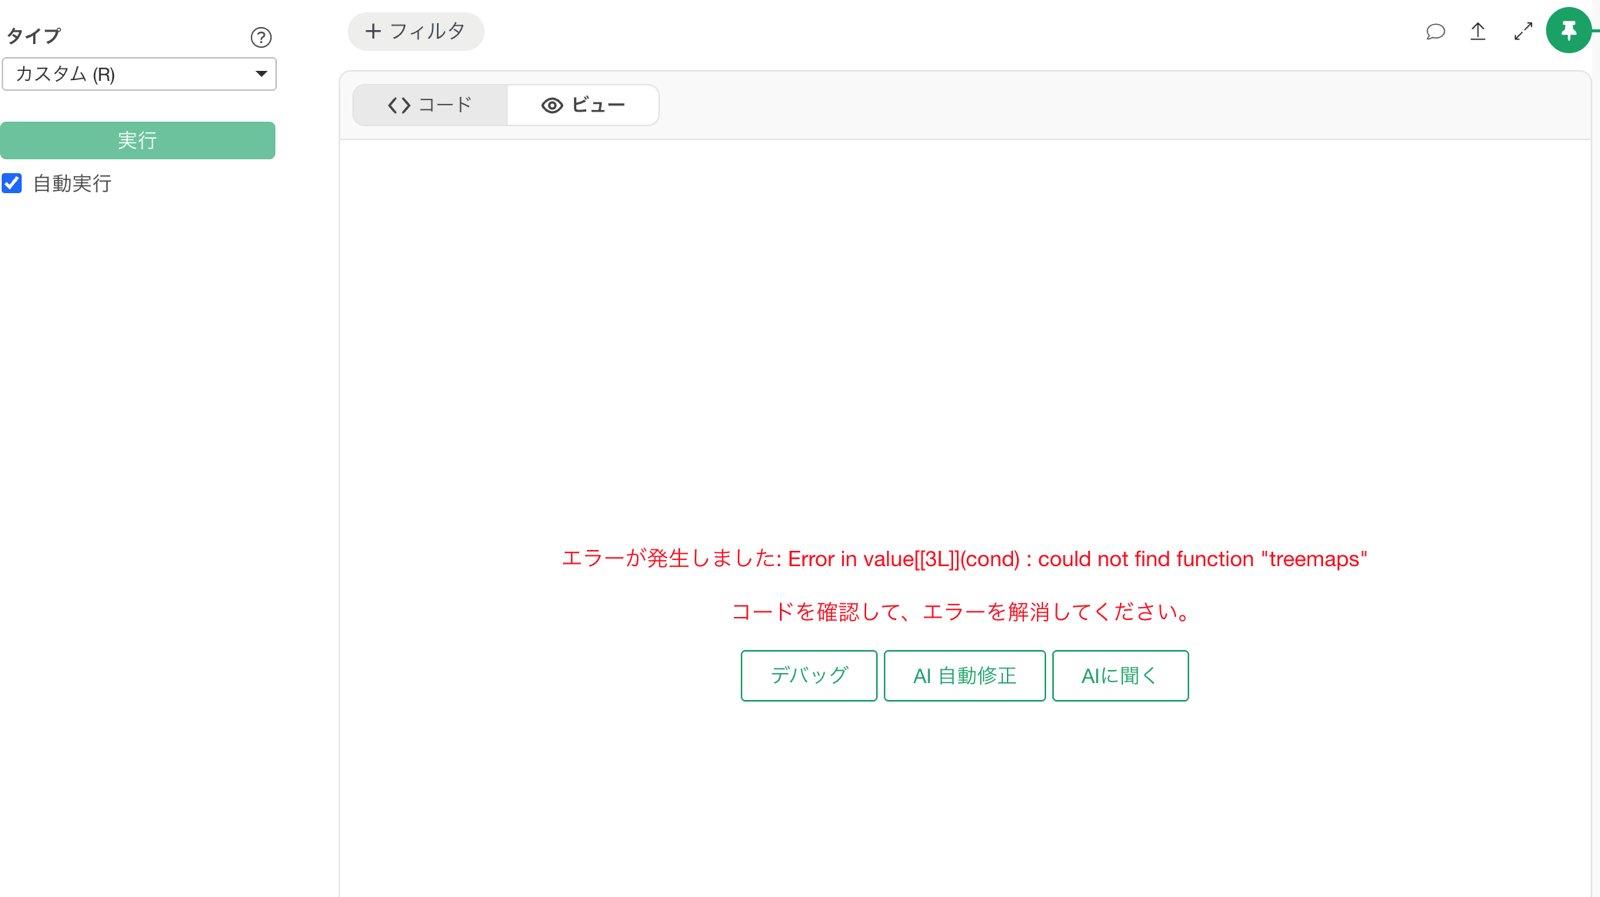 タイプ
カスタム (R)
実行
自動実行
フィルタ
コード
ビュー
エラーが発生しました: Error in value[[3L]](cond) : could not find function "treemaps"
コードを確認して、エラーを解消してください。
デバッグ
AI 自動修正
AIに聞く